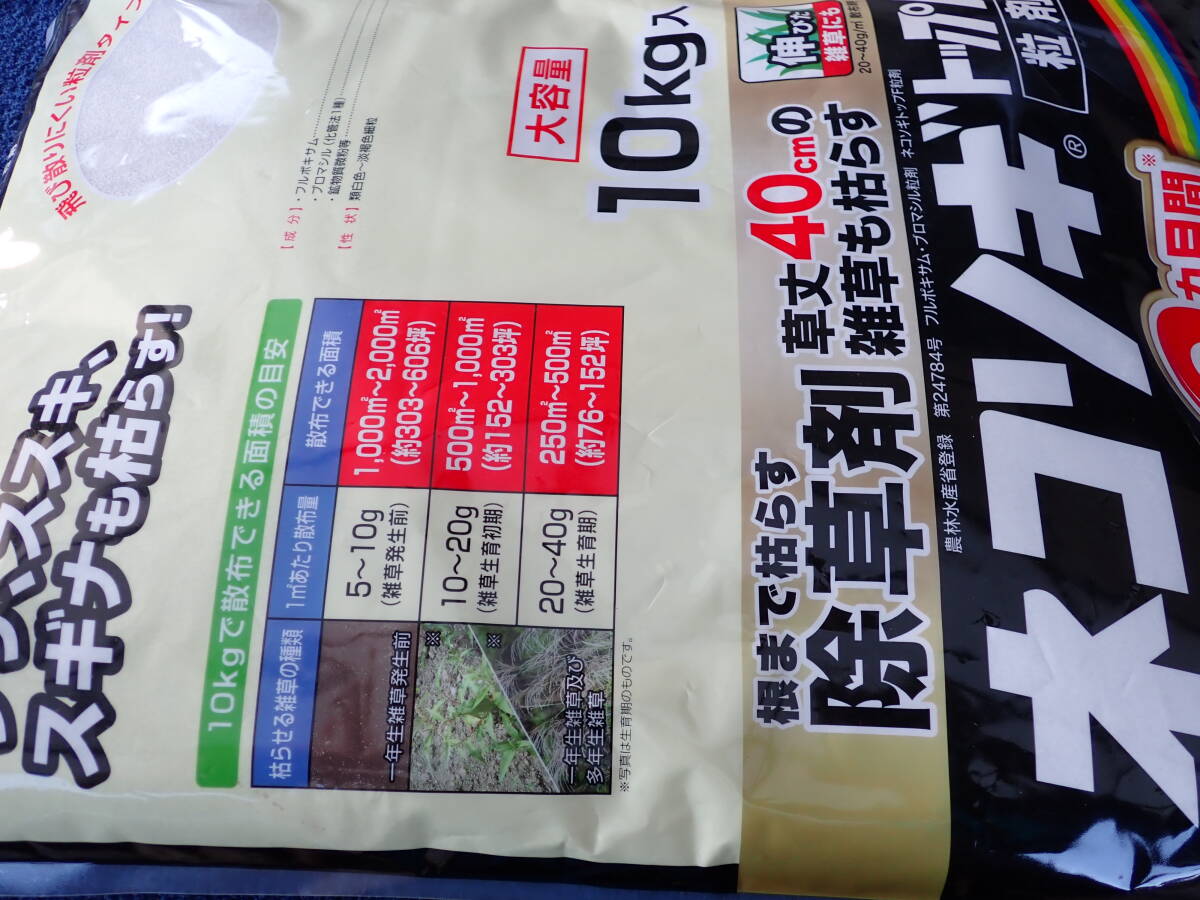 ネコソギトップ®
粒剤
カ月間
※
農林水産省登録 第24784号 フルポキサム・ブロマシル粒剤 ネコソギトップF粒剤
根まで枯らす
除草剤
草丈40cmの
雑草も枯らす
伸びた
雑草にも
20～40g/㎡ 散布時
10kg入
大容量
飛び散りにくい粒剤タイプ
【成分】・フルポキサム
・ブロマシル(化管法1種)
・鉱物質微粉等
【性状】類白色～淡褐色細粒
ススキ、
スギナも枯らす!
10kgで散布できる面積の目安
枯らせる雑草の種類 1㎡あたり散布量 散布できる面積
一年生雑草発生前 5～10g (雑草発生前) 1,000㎡～2,000㎡ (約303～606坪)
※ 10～20g (雑草生育初期) 500㎡～1,000㎡ (約152～303坪)
※ 一年生雑草及び 多年生雑草 20～40g (雑草生育期) 250㎡～500㎡ (約76～152坪)
※写真は生育期のものです。